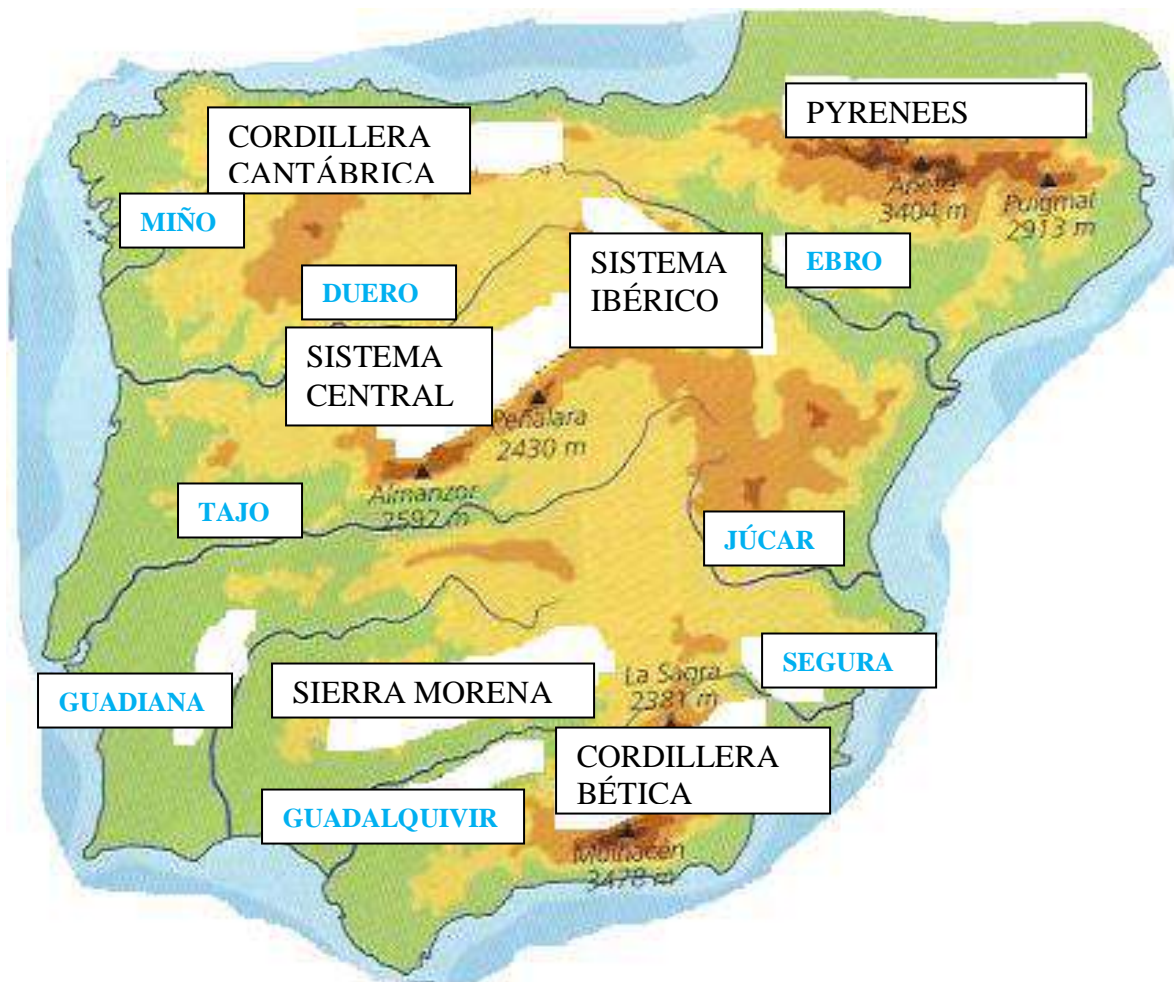 PYRENEES
CORDILLERA
CANTÁBRICA
Aneto
3404 m
Puigmal
2913 m
MIÑO
SISTEMA
IBÉRICO
EBRO
DUERO
SISTEMA
CENTRAL
Peñalara
2430 m
Almanzor
2592 m
TAJO
JÚCAR
SEGURA
La Sagra
2381 m
GUADIANA
SIERRA MORENA
CORDILLERA
BÉTICA
GUADALQUIVIR
Mulhacén
3478 m